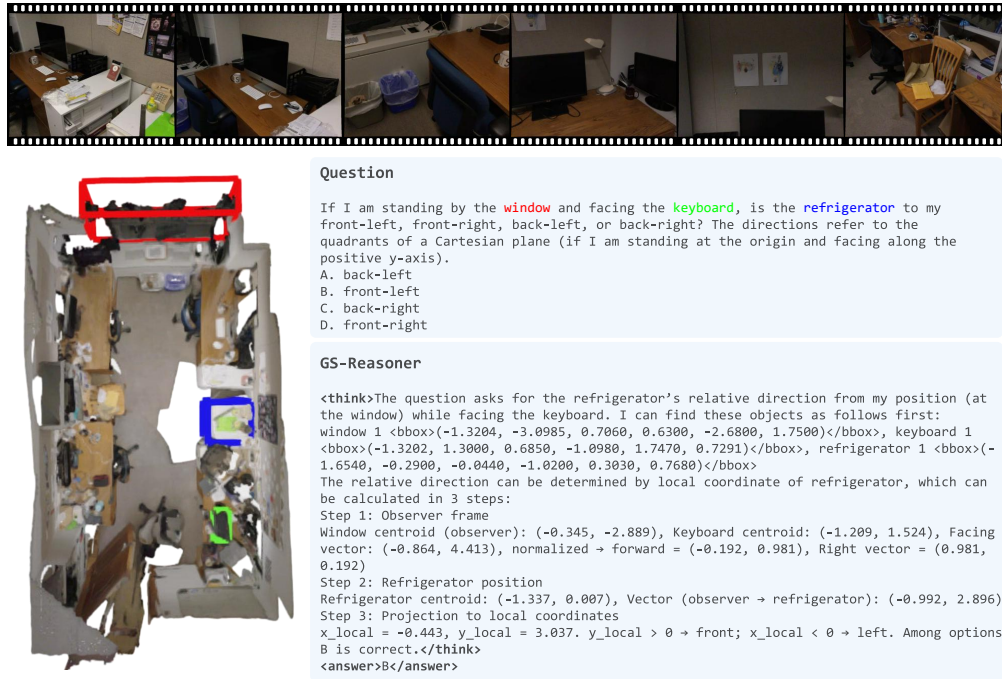 Question
If I am standing by the window and facing the keyboard, is the refrigerator to my
front-left, front-right, back-left, or back-right? The directions refer to the
quadrants of a Cartesian plane (if I am standing at the origin and facing along the
positive y-axis).
A. back-left
B. front-left
C. back-right
D. front-right
GS-Reasoner
<think>The question asks for the refrigerator's relative direction from my position (at
the window) while facing the keyboard. I can find these objects as follows first:
window 1 <bbox>(-1.3204, -3.0985, 0.7060, 0.6300, -2.6800, 1.7500)</bbox>, keyboard 1
<bbox>(-1.3202, 1.3000, 0.6850, -1.0980, 1.7470, 0.7291)</bbox>, refrigerator 1 <bbox>(-
1.6540, -0.2900, -0.0440, -1.0200, 0.3030, 0.7680)</bbox>
The relative direction can be determined by local coordinate of refrigerator, which can
be calculated in 3 steps:
Step 1: Observer frame
Window centroid (observer): (-0.345, -2.889), Keyboard centroid: (-1.209, 1.524), Facing
vector: (-0.864, 4.413), normalized → forward = (-0.192, 0.981), Right vector = (0.981,
0.192)
Step 2: Refrigerator position
Refrigerator centroid: (-1.337, 0.007), Vector (observer → refrigerator): (-0.992, 2.896)
Step 3: Projection to local coordinates
x_local = -0.443, y_local = 3.037. y_local > 0 → front; x_local < 0 → left. Among options
B is correct.</think>
<answer>B</answer>